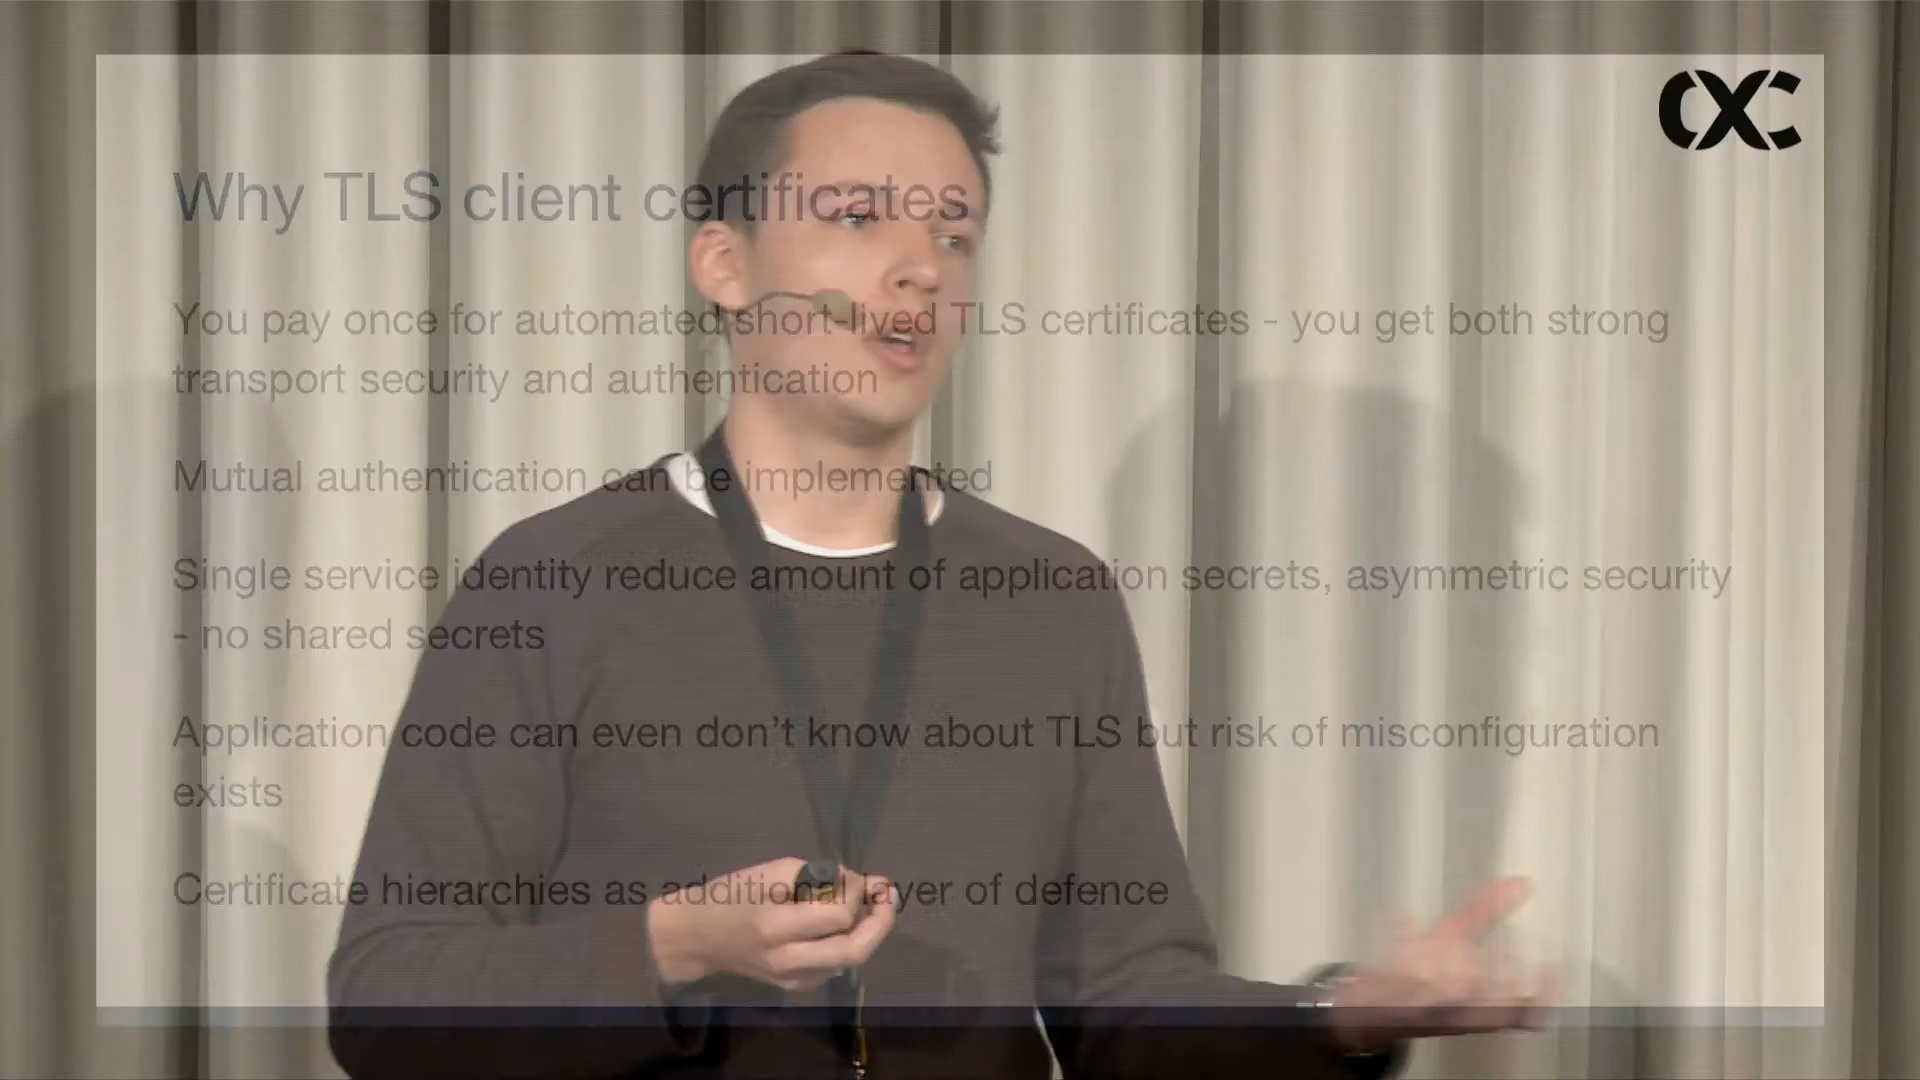 Why TLS client certificates
You pay once for automated short-lived TLS certificates - you get both strong
transport security and authentication
Mutual authentication can be implemented
Single service identity reduce amount of application secrets, asymmetric security
- no shared secrets
Application code can even don’t know about TLS but risk of misconfiguration
exists
Certificate hierarchies as additional layer of defence